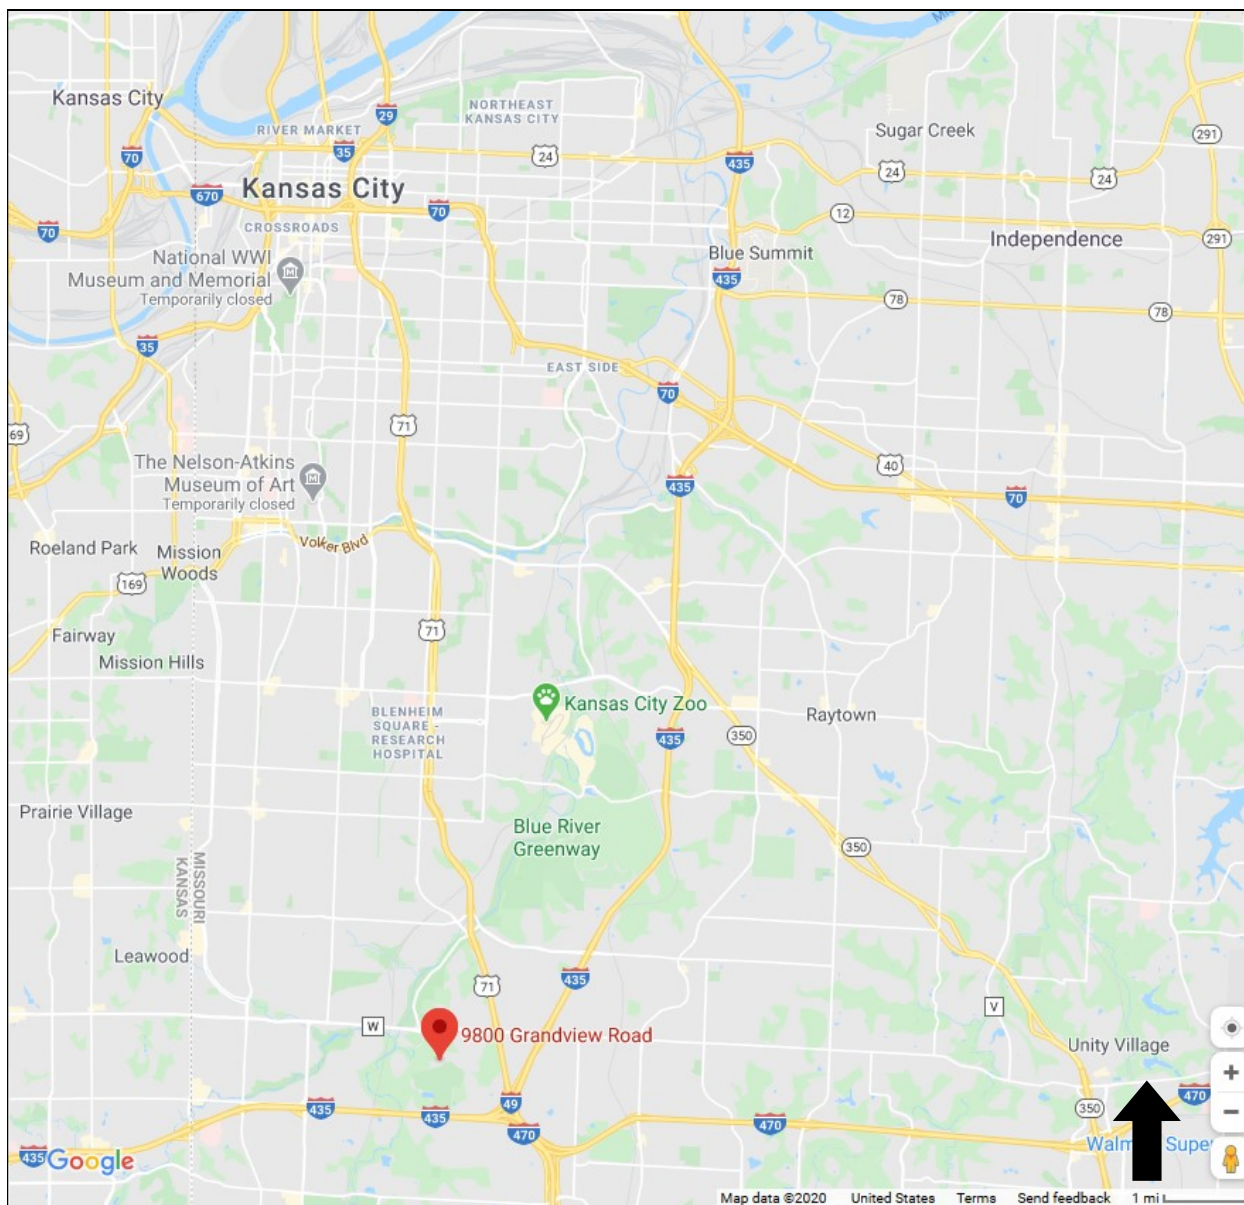 Kansas City
NORTHEAST
KANSAS CITY
RIVER MARKET
Sugar Creek
29
291
70
35
24
435
24
24
670
Kansas City
70
12
70
CROSSROADS
291
Independence
National WWI
Museum and Memorial
Temporarily closed
Blue Summit
435
78
78
35
EAST SIDE
70
69
71
The Nelson-Atkins
Museum of Art
Temporarily closed
40
435
70
Roeland Park
Volker Blvd
Mission
Woods
169
Fairway
71
Mission Hills
Kansas City Zoo
BLENHEIM
SQUARE -
RESEARCH
HOSPITAL
Raytown
435
350
Prairie Village
Blue River
Greenway
350
MISSOURI
KANSAS
Leawood
435
71
V
W
9800 Grandview Road
Unity Village
470
435
435
49
350
470
470
435
Google
Map data ©2020 United States Terms Send feedback 1 mi